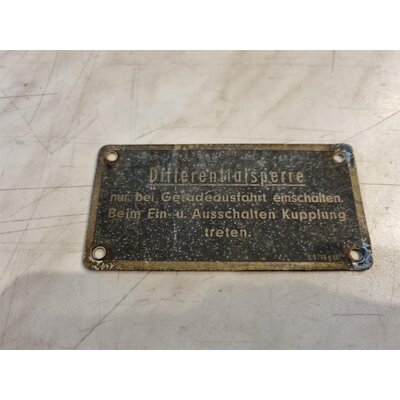 Differentialsperre
nur bei Geradeausfahrt einschalten.
Beim Ein- u. Ausschalten Kupplung
treten.